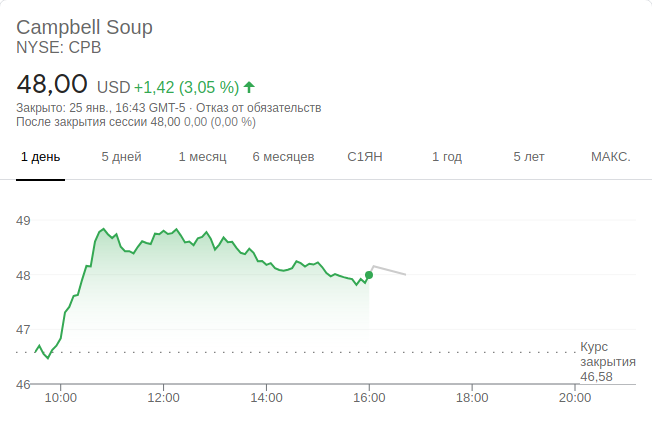 Campbell Soup
NYSE: CPB
48,00 USD +1,42 (3,05 %)
Закрыто: 25 янв., 16:43 GMT-5 · Отказ от обязательств
После закрытия сессии 48,00 0,00 (0,00 %)
1 день 5 дней 1 месяц 6 месяцев С1ЯН 1 год 5 лет МАКС.
49
48
47
Курс
закрытия
46,58
46
10:00 12:00 14:00 16:00 18:00 20:00